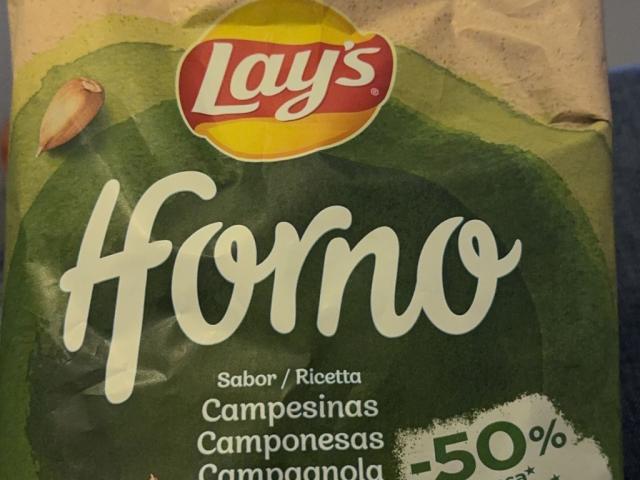 Lay's
Horno
Sabor / Ricetta
Campesinas
Camponesas
Campagnola
-50%